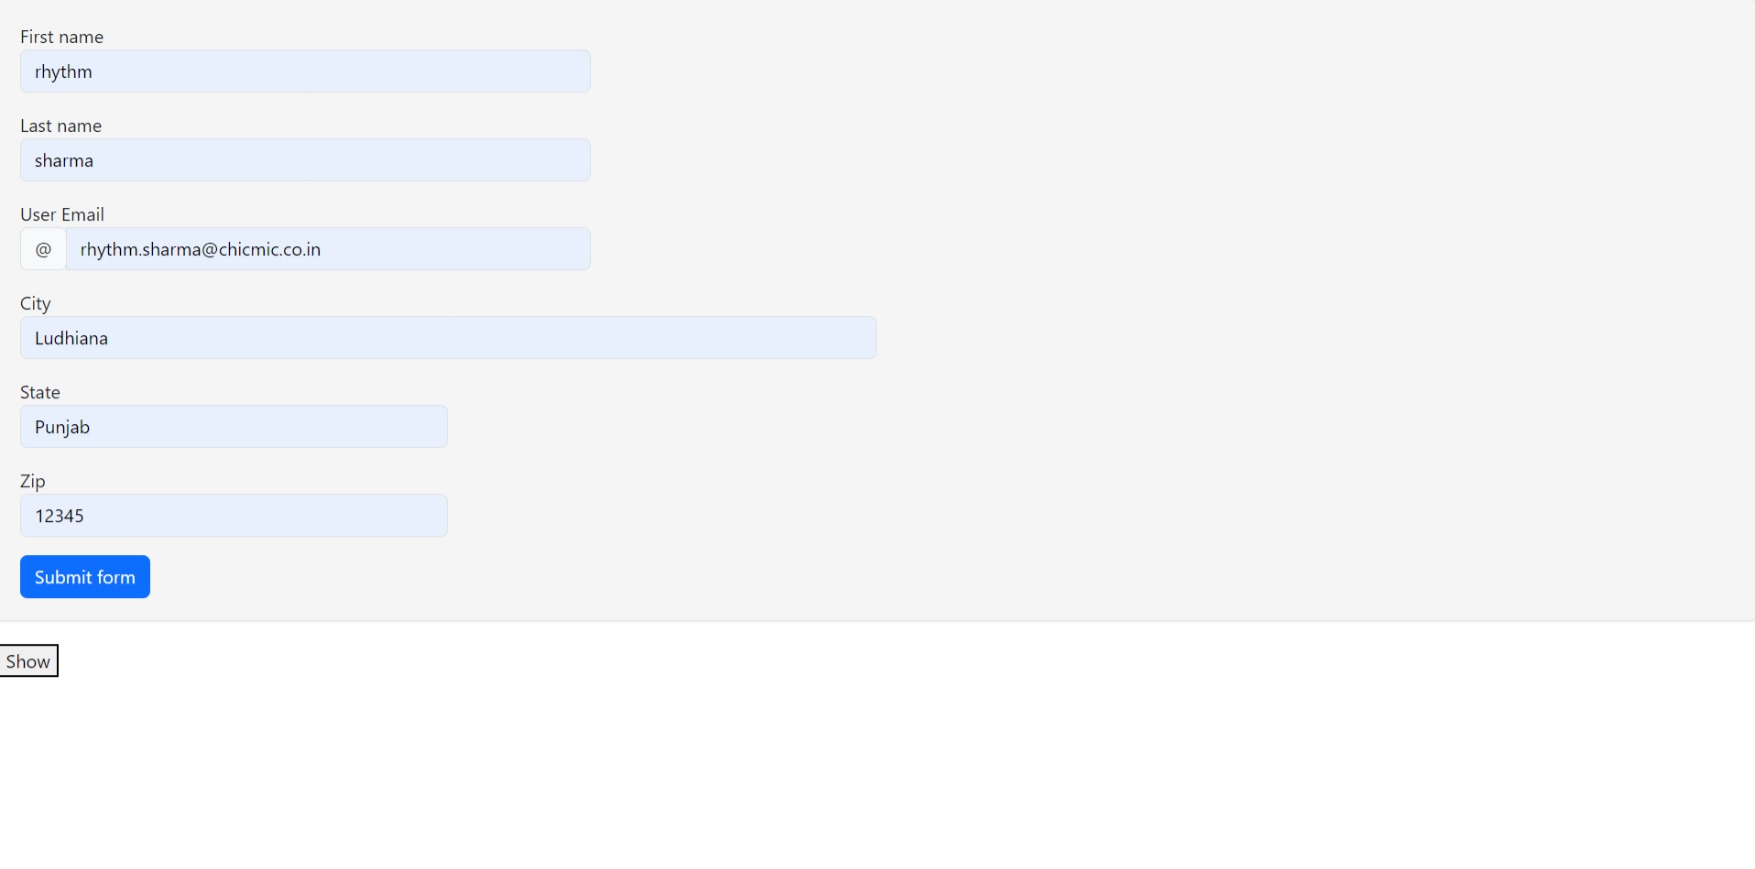 First name
rhythm
Last name
sharma
User Email
@ rhythm.sharma@chicmic.co.in
City
Ludhiana
State
Punjab
Zip
12345
Submit form
Show